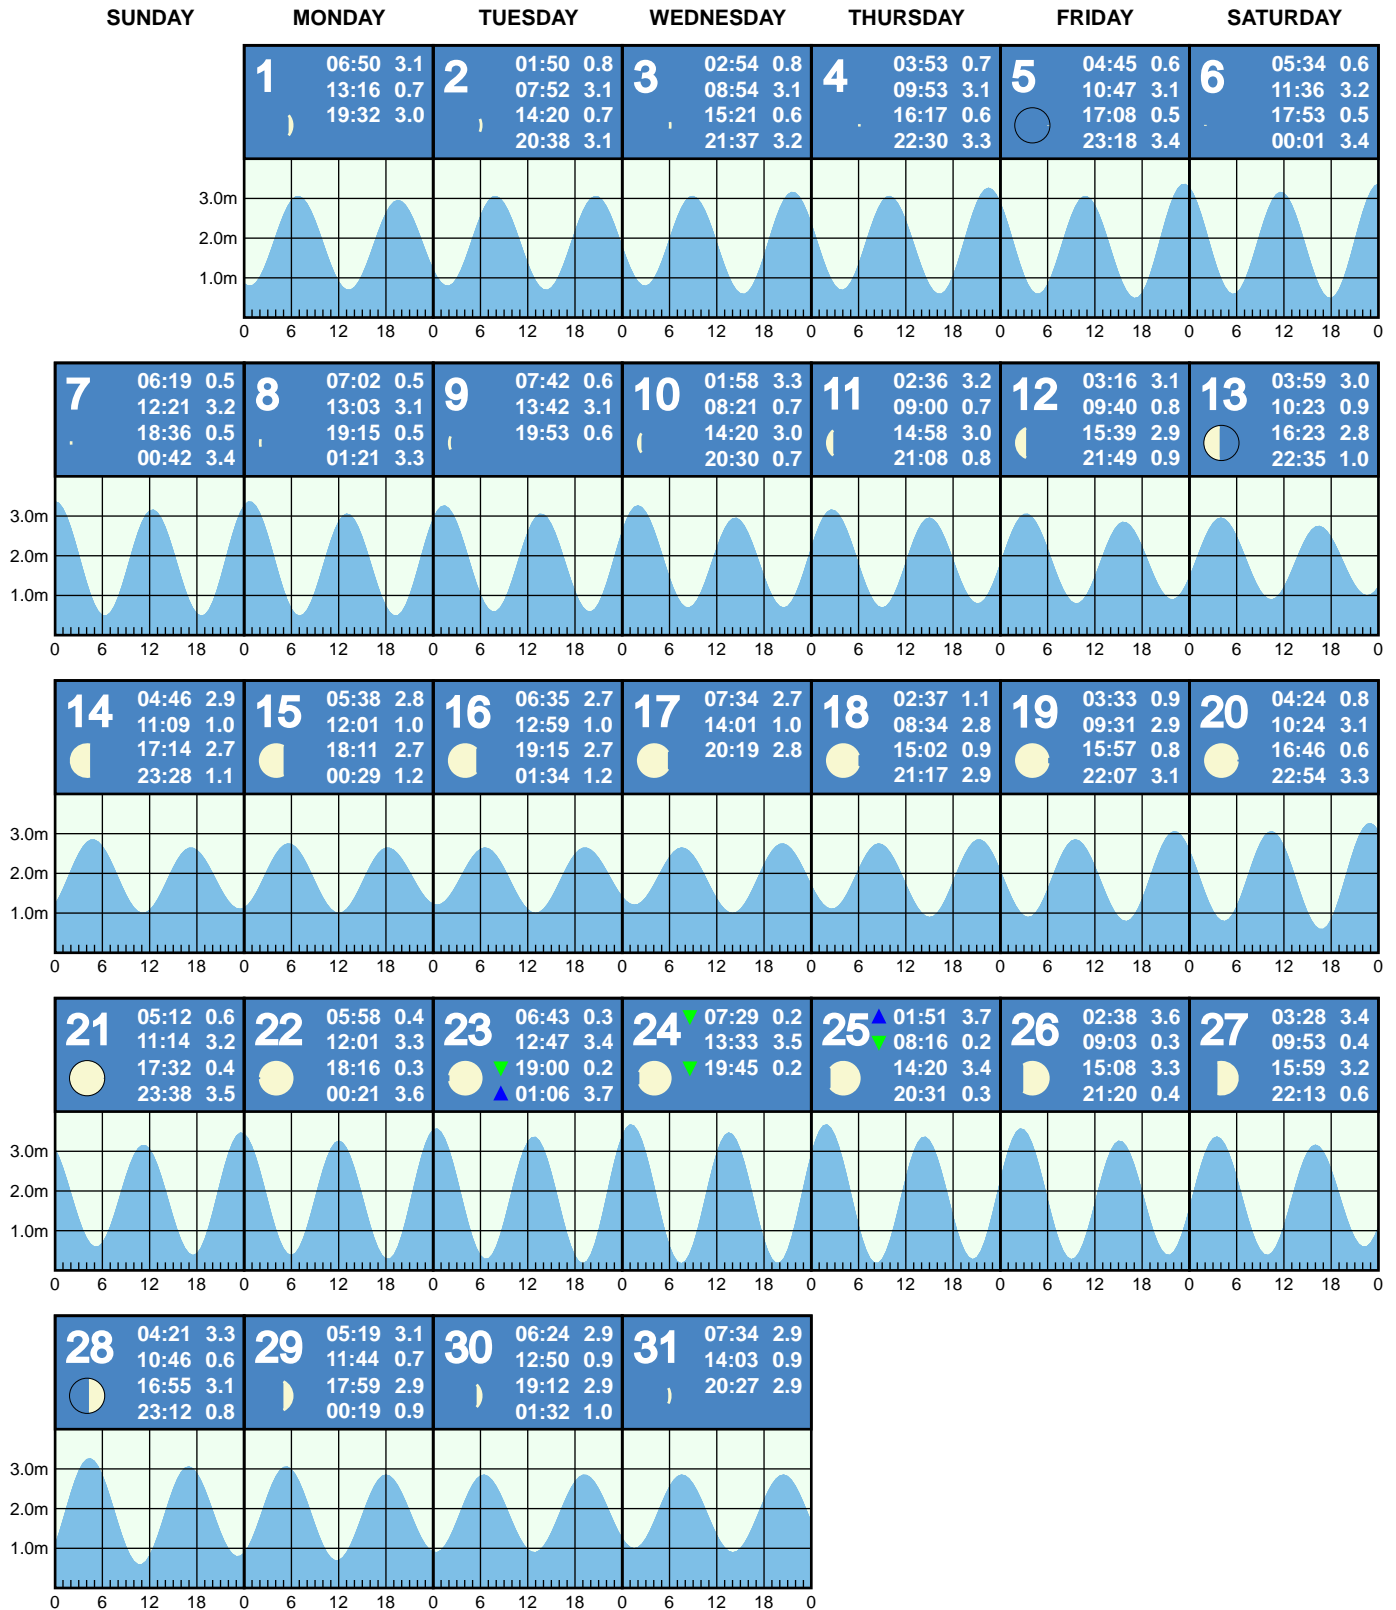 SUNDAY MONDAY TUESDAY WEDNESDAY THURSDAY FRIDAY SATURDAY
1 06:50 3.1
13:16 0.7
19:32 3.0
2 01:50 0.8
07:52 3.1
14:20 0.7
20:38 3.1
3 02:54 0.8
08:54 3.1
15:21 0.6
21:37 3.2
4 03:53 0.7
09:53 3.1
16:17 0.6
22:30 3.3
5 04:45 0.6
10:47 3.1
17:08 0.5
23:18 3.4
6 05:34 0.6
11:36 3.2
17:53 0.5
00:01 3.4
3.0m
2.0m
1.0m
0 6 12 18 0 6 12 18 0 6 12 18 0 6 12 18 0 6 12 18 0 6 12 18 0
7 06:19 0.5
12:21 3.2
18:36 0.5
00:42 3.4
8 07:02 0.5
13:03 3.1
19:15 0.5
01:21 3.3
9 07:42 0.6
13:42 3.1
19:53 0.6
10 01:58 3.3
08:21 0.7
14:20 3.0
20:30 0.7
11 02:36 3.2
09:00 0.7
14:58 3.0
21:08 0.8
12 03:16 3.1
09:40 0.8
15:39 2.9
21:49 0.9
13 03:59 3.0
10:23 0.9
16:23 2.8
22:35 1.0
3.0m
2.0m
1.0m
0 6 12 18 0 6 12 18 0 6 12 18 0 6 12 18 0 6 12 18 0 6 12 18 0 6 12 18 0
14 04:46 2.9
11:09 1.0
17:14 2.7
23:28 1.1
15 05:38 2.8
12:01 1.0
18:11 2.7
00:29 1.2
16 06:35 2.7
12:59 1.0
19:15 2.7
01:34 1.2
17 07:34 2.7
14:01 1.0
20:19 2.8
18 02:37 1.1
08:34 2.8
15:02 0.9
21:17 2.9
19 03:33 0.9
09:31 2.9
15:57 0.8
22:07 3.1
20 04:24 0.8
10:24 3.1
16:46 0.6
22:54 3.3
3.0m
2.0m
1.0m
0 6 12 18 0 6 12 18 0 6 12 18 0 6 12 18 0 6 12 18 0 6 12 18 0 6 12 18 0
21 05:12 0.6
11:14 3.2
17:32 0.4
23:38 3.5
22 05:58 0.4
12:01 3.3
18:16 0.3
00:21 3.6
23 06:43 0.3
12:47 3.4
19:00 0.2
01:06 3.7
24 07:29 0.2
13:33 3.5
19:45 0.2
25 01:51 3.7
08:16 0.2
14:20 3.4
20:31 0.3
26 02:38 3.6
09:03 0.3
15:08 3.3
21:20 0.4
27 03:28 3.4
09:53 0.4
15:59 3.2
22:13 0.6
3.0m
2.0m
1.0m
0 6 12 18 0 6 12 18 0 6 12 18 0 6 12 18 0 6 12 18 0 6 12 18 0 6 12 18 0
28 04:21 3.3
10:46 0.6
16:55 3.1
23:12 0.8
29 05:19 3.1
11:44 0.7
17:59 2.9
00:19 0.9
30 06:24 2.9
12:50 0.9
19:12 2.9
01:32 1.0
31 07:34 2.9
14:03 0.9
20:27 2.9
3.0m
2.0m
1.0m
0 6 12 18 0 6 12 18 0 6 12 18 0 6 12 18 0